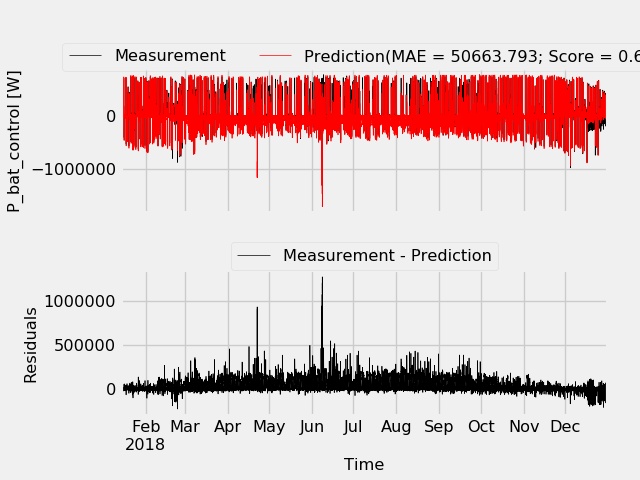 Measurement Prediction(MAE = 50663.793; Score = 0.6
P_bat_control [W]
0
−1000000
Measurement - Prediction
Residuals
1000000
500000
0
Feb Mar Apr May Jun Jul Aug Sep Oct Nov Dec
2018
Time